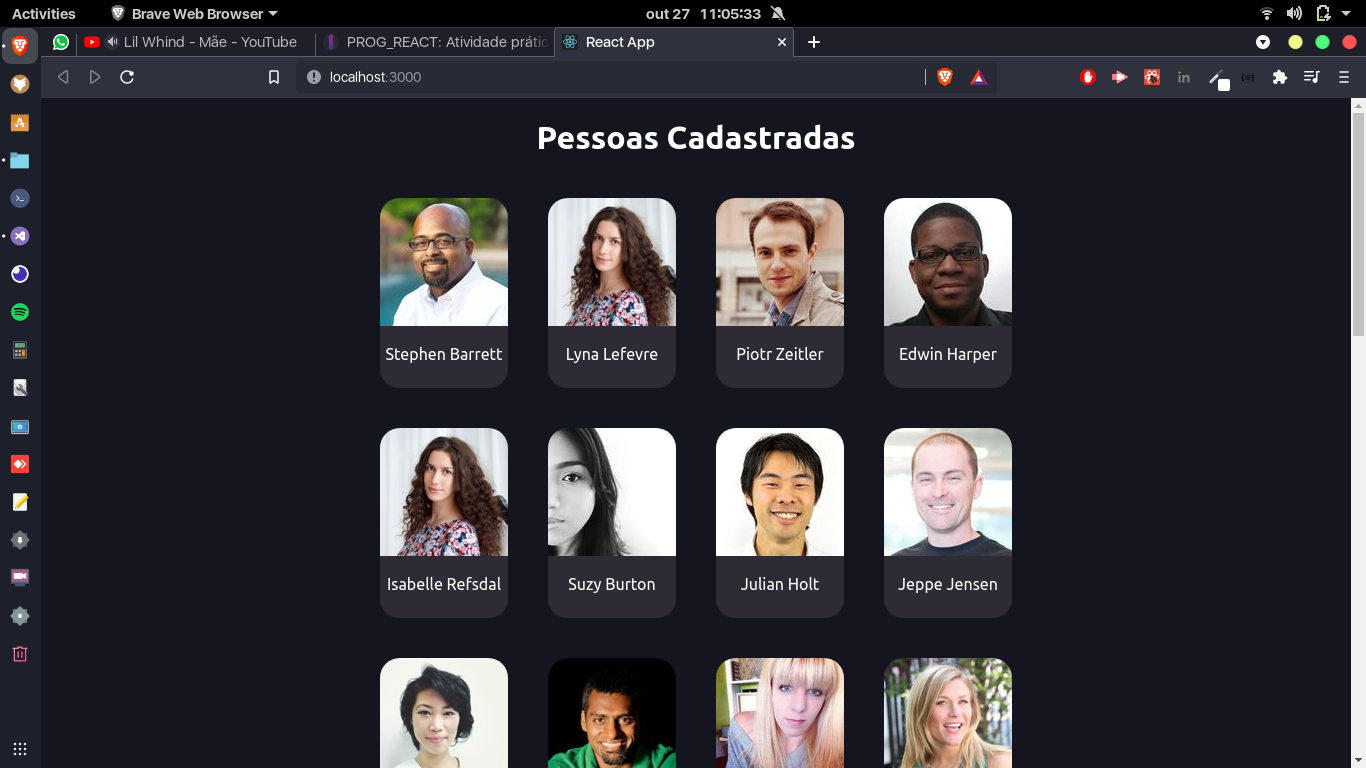 Activities
Brave Web Browser
out 27 11:05:33
Lil Whind - Mãe - YouTube
PROG_REACT: Atividade prátic
React App
localhost:3000
in
Pessoas Cadastradas
Stephen Barrett
Lyna Lefevre
Piotr Zeitler
Edwin Harper
Isabelle Refsdal
Suzy Burton
Julian Holt
Jeppe Jensen